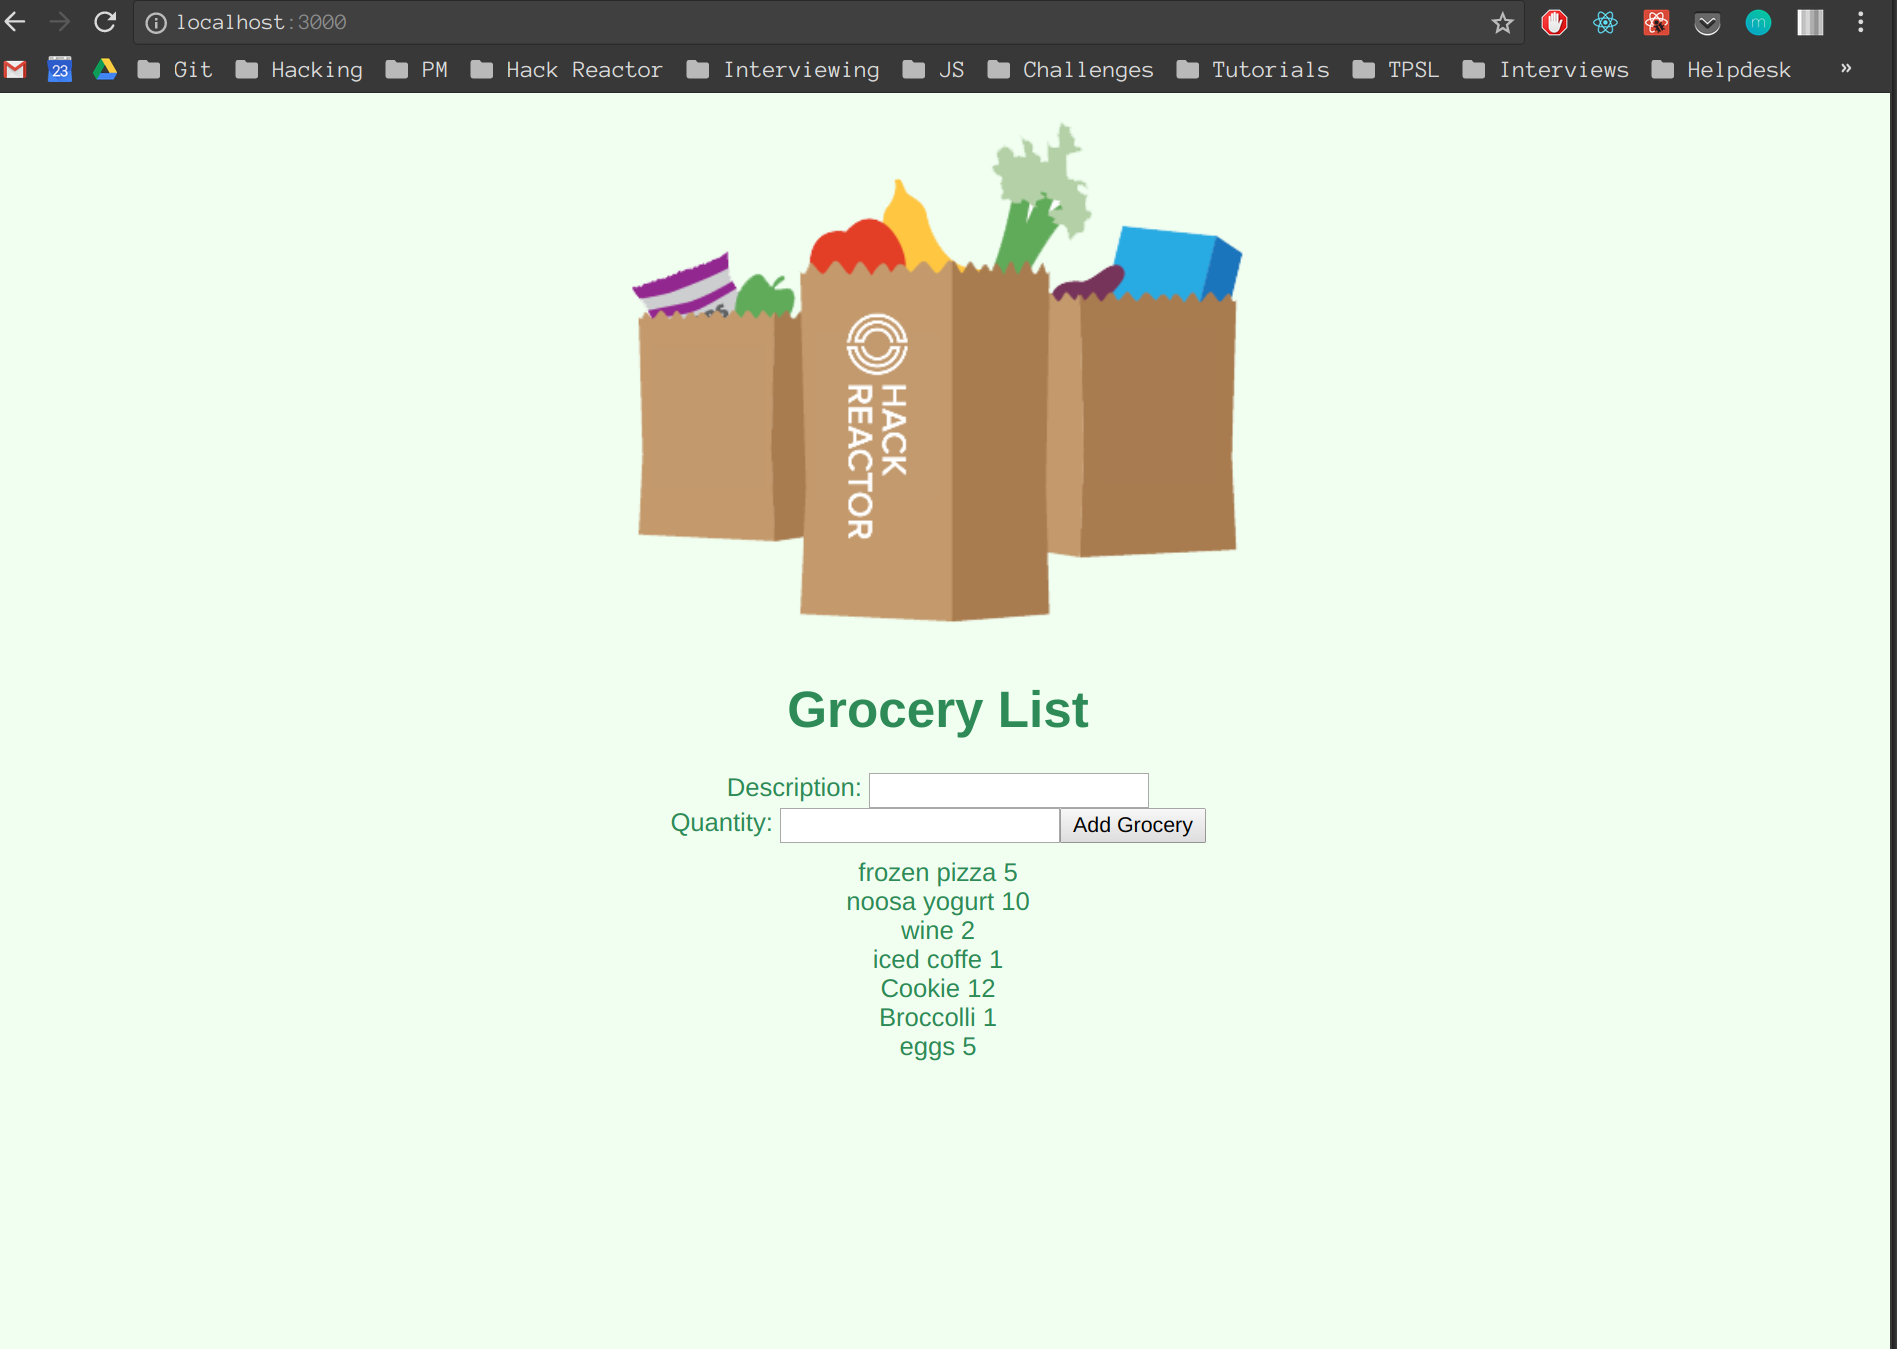 localhost:3000
23
Git
Hacking
PM
Hack Reactor
Interviewing
JS
Challenges
Tutorials
TPSL
Interviews
Helpdesk
»
m
HACK
REACTOR
Grocery List
Description:
Quantity:
Add Grocery
frozen pizza 5
noosa yogurt 10
wine 2
iced coffe 1
Cookie 12
Broccolli 1
eggs 5